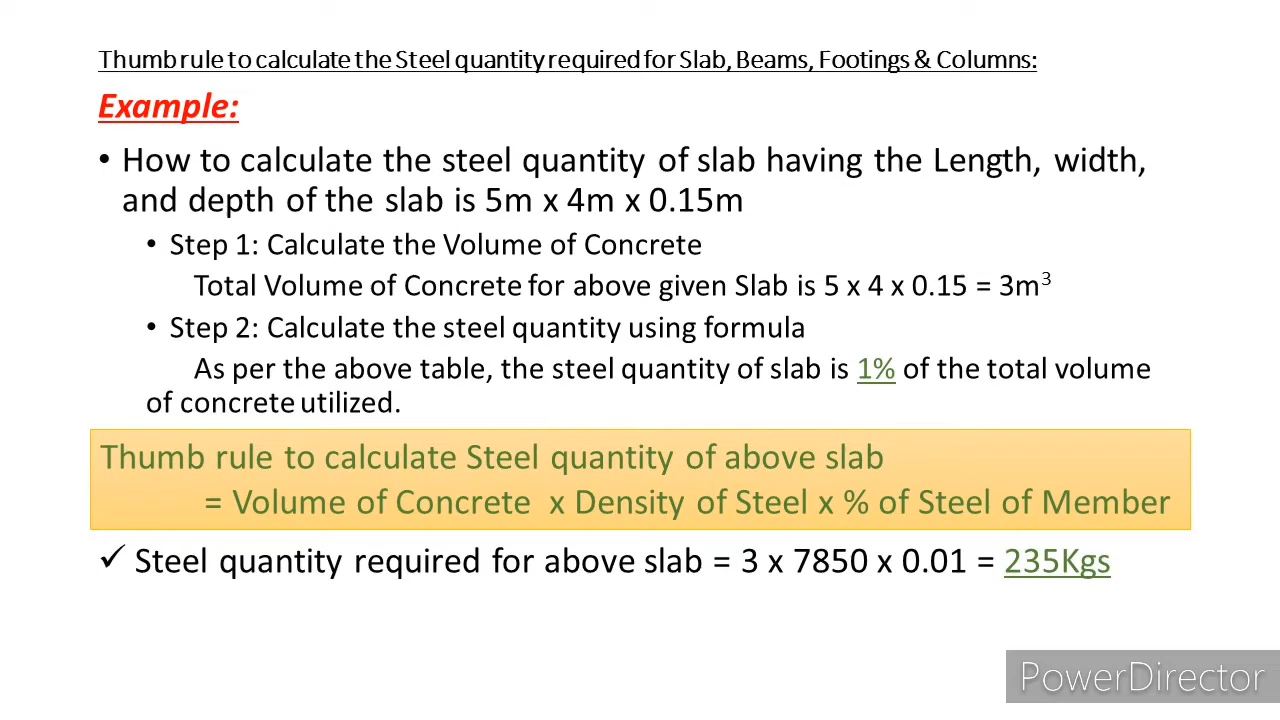 Thumb rule to calculate the Steel quantity required for Slab, Beams, Footings & Columns:
Example:
• How to calculate the steel quantity of slab having the Length, width,
and depth of the slab is 5m x 4m x 0.15m
• Step 1: Calculate the Volume of Concrete
Total Volume of Concrete for above given Slab is 5 x 4 x 0.15 = 3m³
• Step 2: Calculate the steel quantity using formula
As per the above table, the steel quantity of slab is 1% of the total volume
of concrete utilized.
Thumb rule to calculate Steel quantity of above slab
= Volume of Concrete x Density of Steel x % of Steel of Member
✓ Steel quantity required for above slab = 3 x 7850 x 0.01 = 235Kgs
PowerDirector